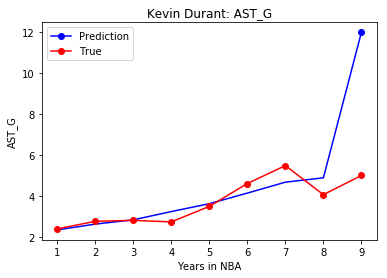 Kevin Durant: AST_G
Prediction
True
12
10
8
6
4
2
AST_G
1 2 3 4 5 6 7 8 9
Years in NBA